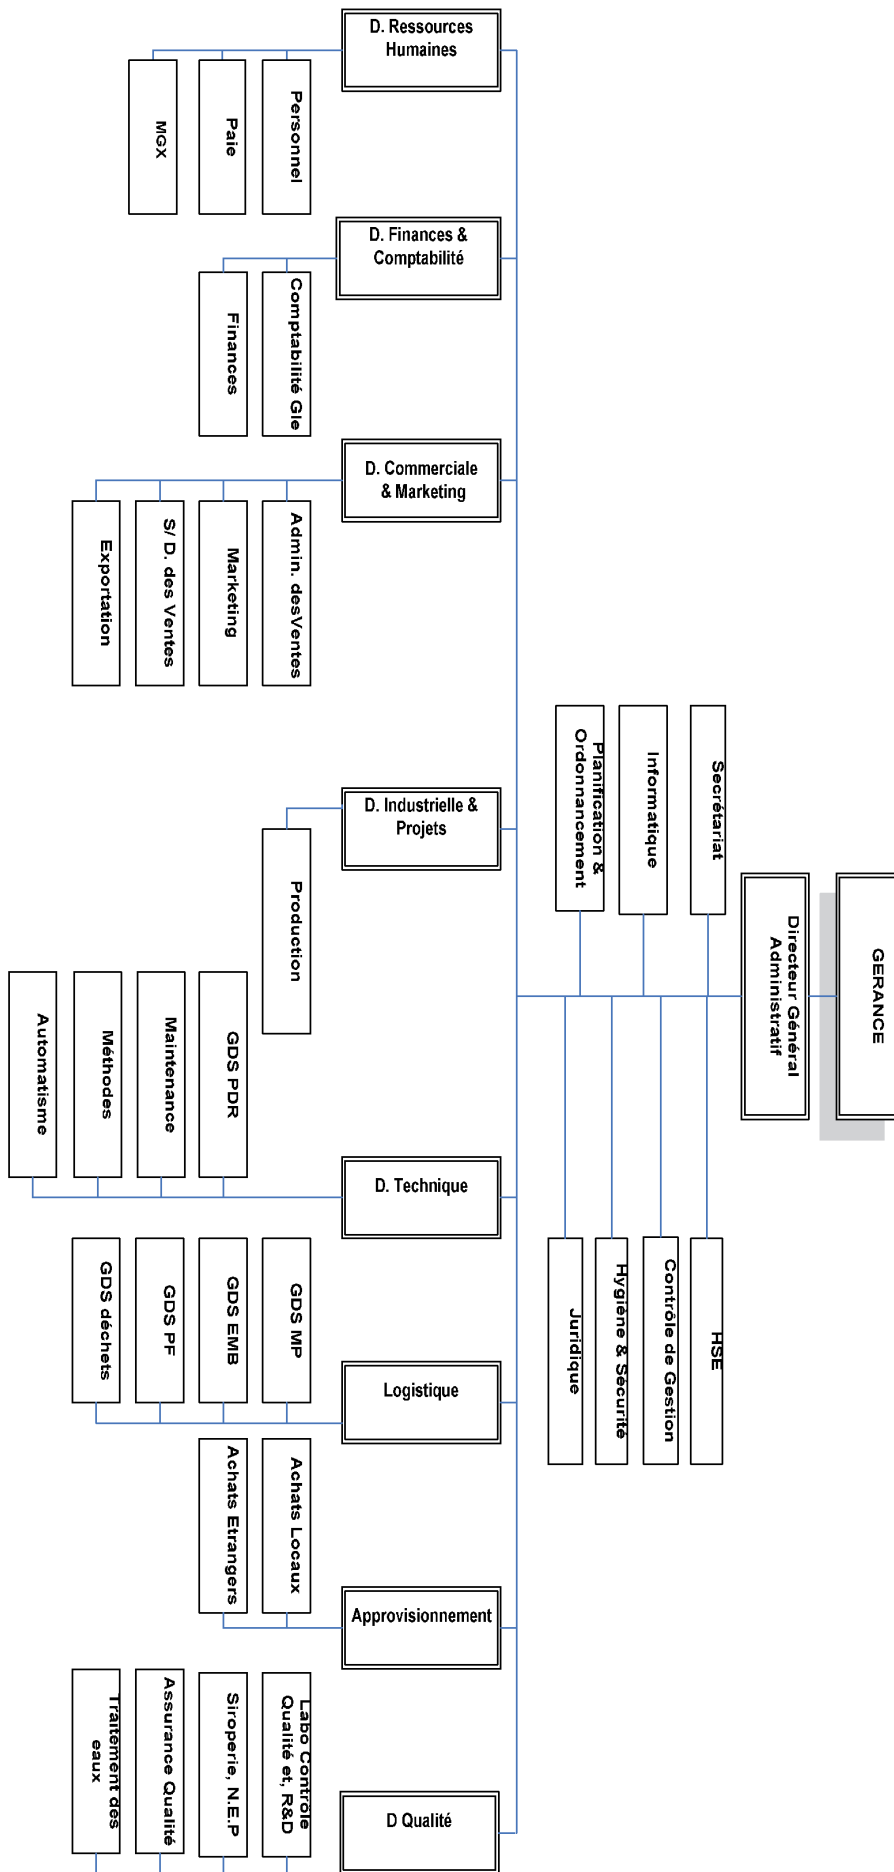 GERANCE
Directeur Général
Administratif
Secrétariat
Informatique
Planification &
Ordonnancement
HSE
Contrôle de Gestion
Hygiène & Sécurité
Juridique
D. Ressources
Humaines
Personnel
Paie
MGX
D. Finances &
Comptabilité
Comptabilité Gle
Finances
D. Commerciale
& Marketing
Admin. desVentes
Marketing
S/ D. des Ventes
Exportation
D. Industrielle &
Projets
Production
D. Technique
GDS PDR
Maintenance
Méthodes
Automatisme
Logistique
GDS MP
GDS EMB
GDS PF
GDS déchets
Approvisionnement
Achats Locaux
Achats Etrangers
D Qualité
Labo Contrôle
Qualité et, R&D
Siroperie, N.E.P
Assurance Qualité
Traitement des
eaux